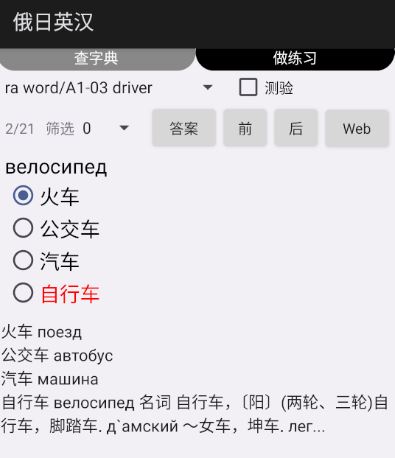 俄日英汉
查字典 做练习
ra word/A1-03 driver 测验
2/21 筛选 0 答案 前 后 Web
велосипед
火车
公交车
汽车
自行车
火车 поезд
公交车 автобус
汽车 машина
自行车 велосипед 名词 自行车，〔阳〕(两轮、三轮)自
行车，脚踏车. д`амский ～女车，坤车. лег...